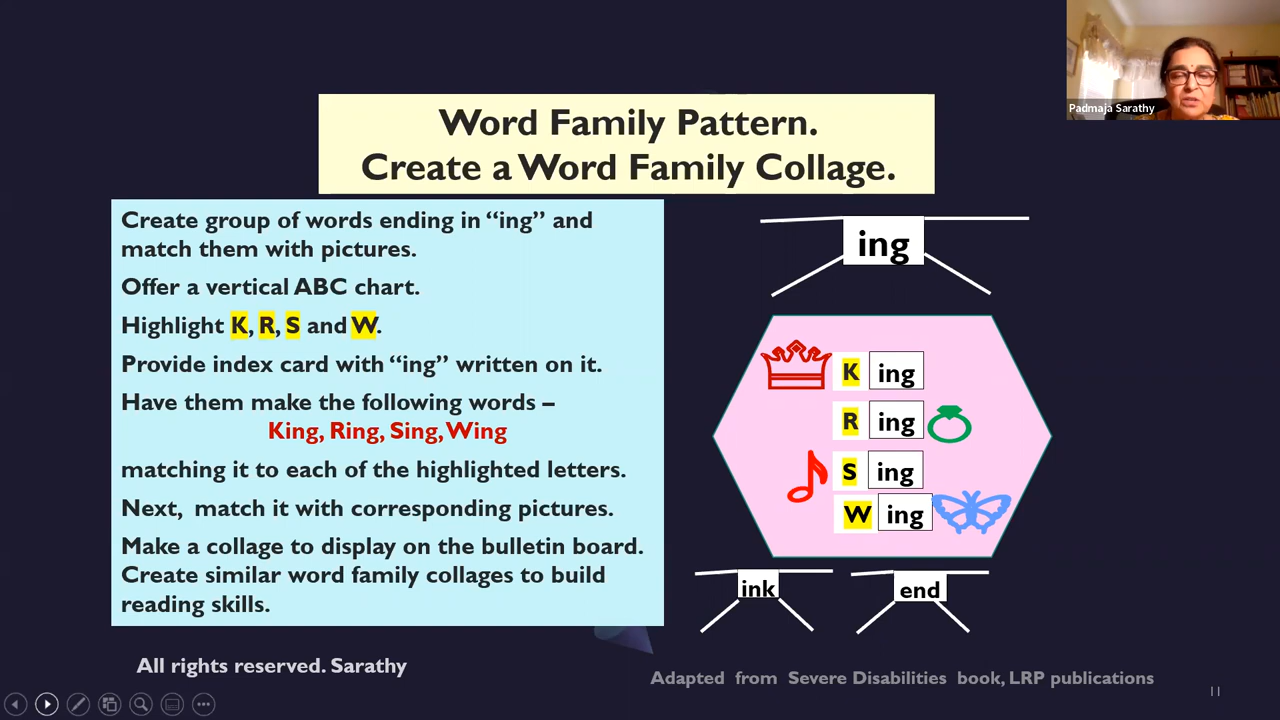 Padmaja Sarathy
Word Family Pattern.
Create a Word Family Collage.
Create group of words ending in “ing” and
match them with pictures.
Offer a vertical ABC chart.
Highlight K, R, S and W.
Provide index card with “ing” written on it.
Have them make the following words –
King, Ring, Sing, Wing
matching it to each of the highlighted letters.
Next, match it with corresponding pictures.
Make a collage to display on the bulletin board.
Create similar word family collages to build
reading skills.
ing
K ing
R ing
S ing
W ing
ink
end
All rights reserved. Sarathy
Adapted from Severe Disabilities book, LRP publications
11